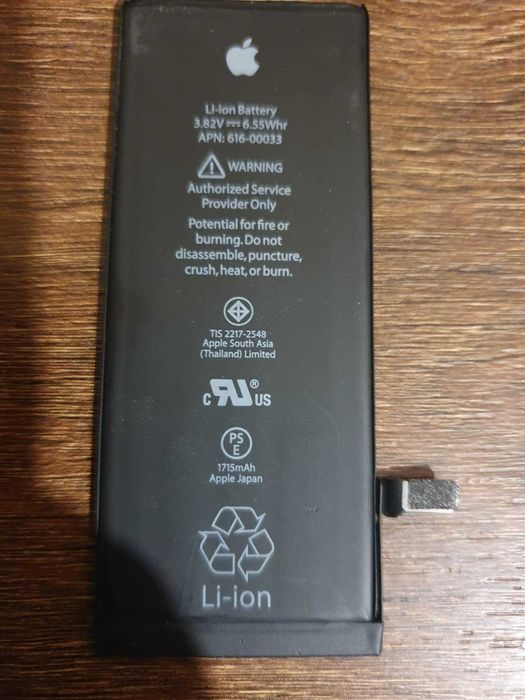 Li-Ion Battery
3.82V⎓6.55Whr
APN: 616-00033
WARNING
Authorized Service
Provider Only
Potential for fire or
burning. Do not
disassemble, puncture,
crush, heat, or burn.
TIS 2217-2548
Apple South Asia
(Thailand) Limited
c UR® US
PS
E
1715mAh
Apple Japan
Li-ion